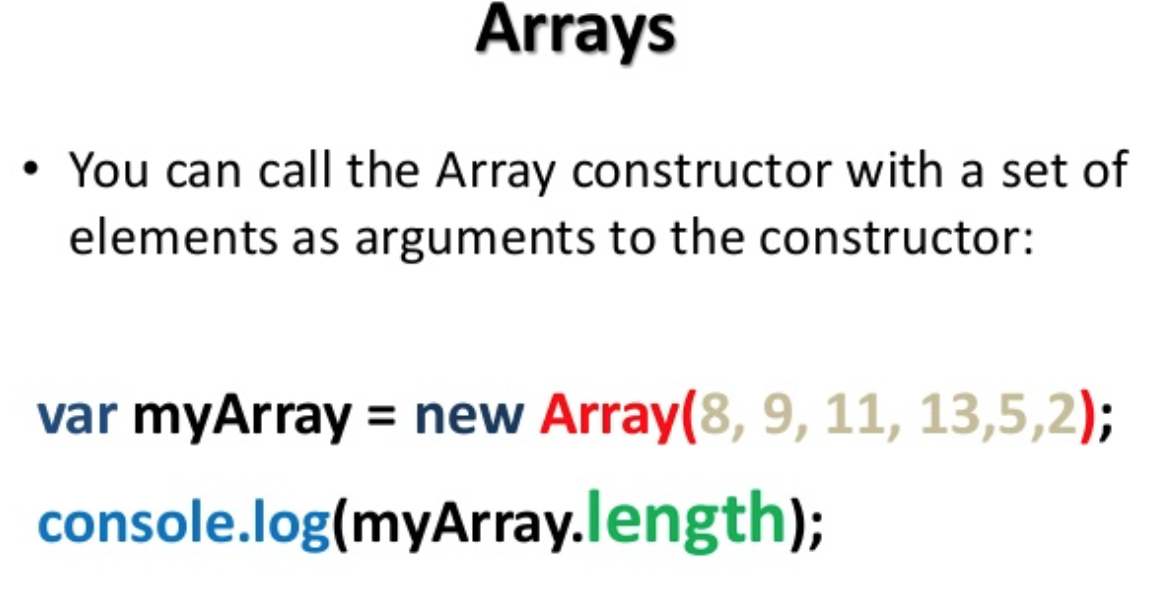 Arrays
• You can call the Array constructor with a set of
elements as arguments to the constructor:
var myArray = new Array(8, 9, 11, 13,5,2);
console.log(myArray.length);